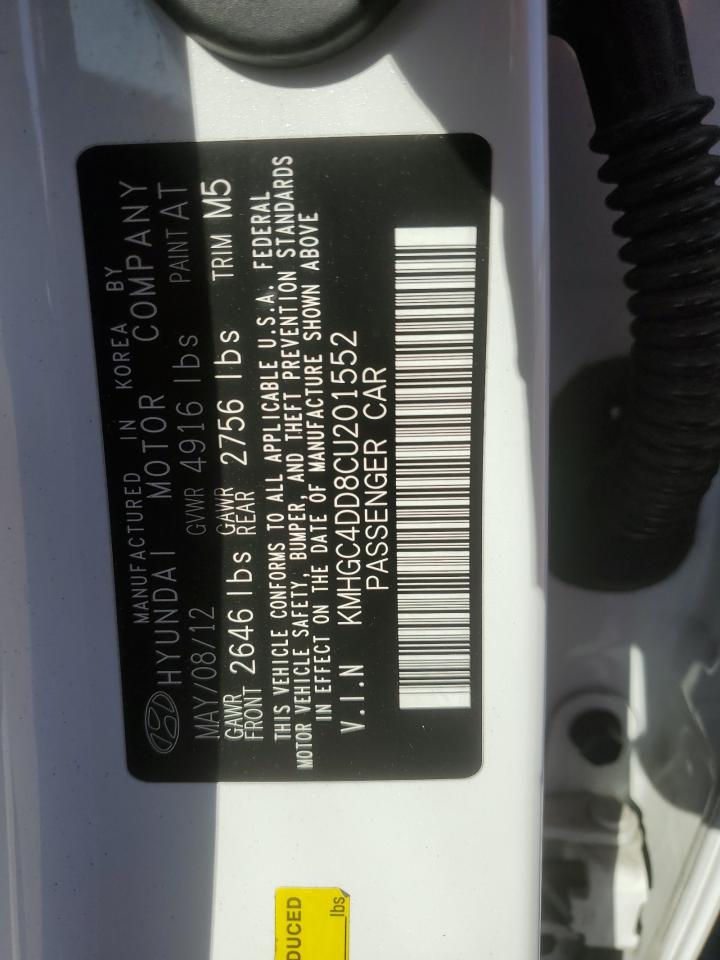 MANUFACTURED IN KOREA BY
HYUNDAI MOTOR COMPANY
MAY/08/12 GVWR 4916 lbs PAINT AT
GAWR FRONT 2646 lbs GAWR REAR 2756 lbs TRIM M5
THIS VEHICLE CONFORMS TO ALL APPLICABLE U.S.A. FEDERAL
MOTOR VEHICLE SAFETY, BUMPER, AND THEFT PREVENTION STANDARDS
IN EFFECT ON THE DATE OF MANUFACTURE SHOWN ABOVE
V.I.N KMHGC4DD8CU201552
PASSENGER CAR
DUCED
lbs